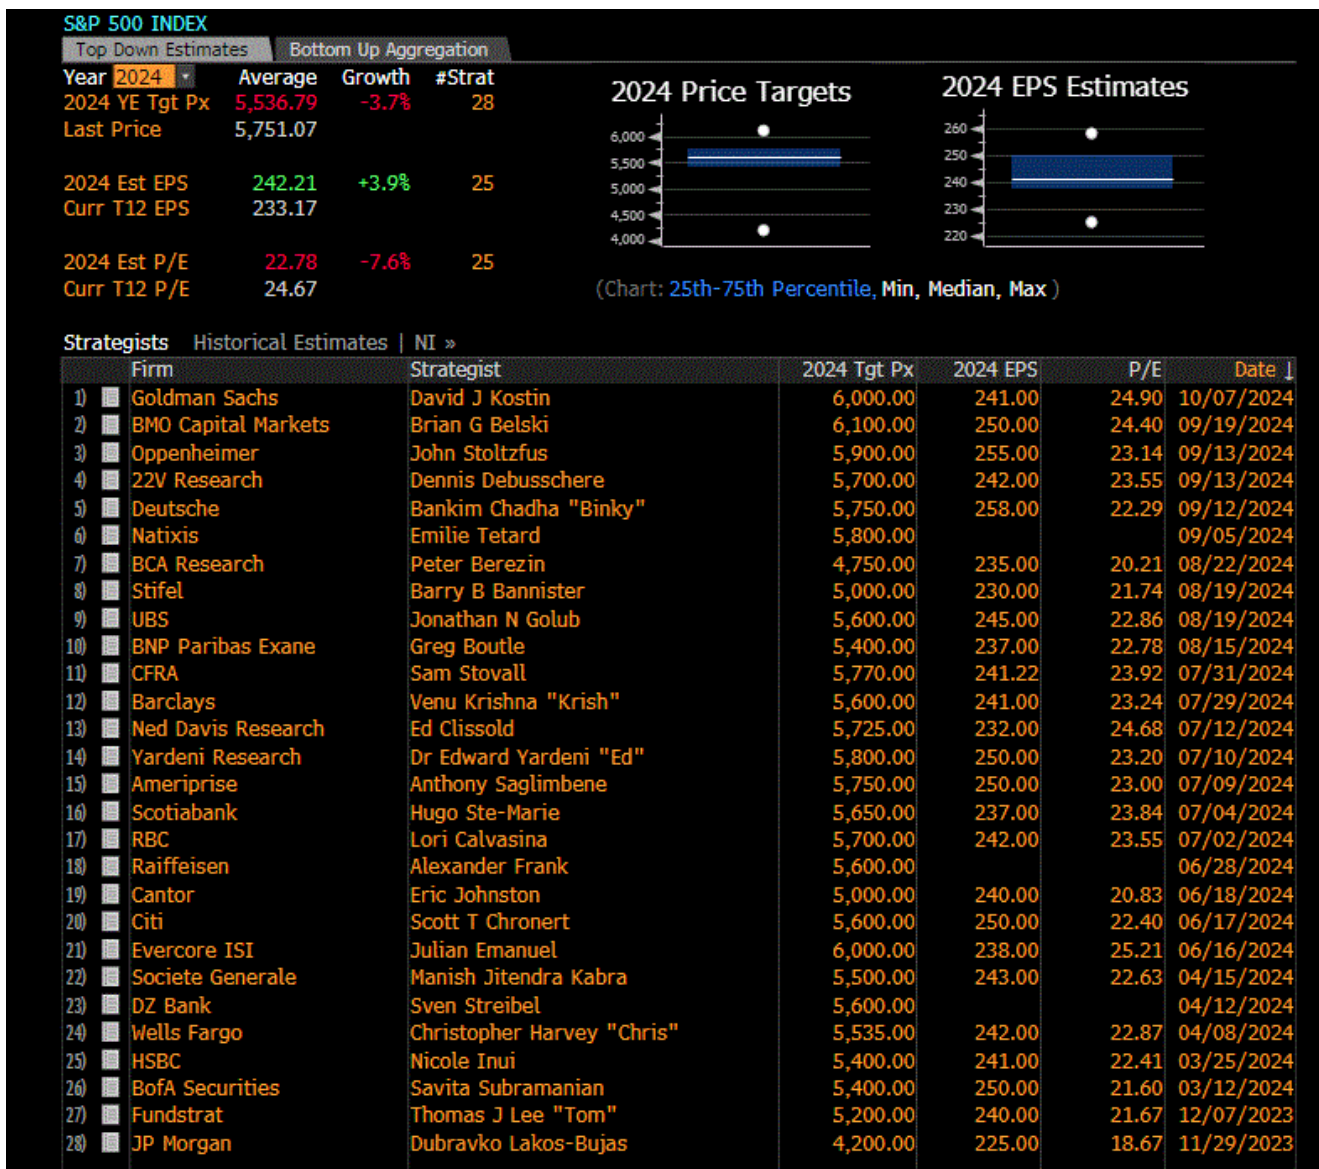 S&P 500 INDEX
Top Down Estimates Bottom Up Aggregation
Year 2024 Average Growth #Strat
2024 YE Tgt Px 5,536.79 -3.7% 28
Last Price 5,751.07
2024 Est EPS 242.21 +3.9% 25
Curr T12 EPS 233.17
2024 Est P/E 22.78 -7.6% 25
Curr T12 P/E 24.67
2024 Price Targets
6,000
5,500
5,000
4,500
4,000
2024 EPS Estimates
260
250
240
230
220
(Chart: 25th-75th Percentile, Min, Median, Max )
Strategists Historical Estimates | NI »
Firm Strategist 2024 Tgt Px 2024 EPS P/E Date ↓
1) Goldman Sachs David J Kostin 6,000.00 241.00 24.90 10/07/2024
2) BMO Capital Markets Brian G Belski 6,100.00 250.00 24.40 09/19/2024
3) Oppenheimer John Stoltzfus 5,900.00 255.00 23.14 09/13/2024
4) 22V Research Dennis Debusschere 5,700.00 242.00 23.55 09/13/2024
5) Deutsche Bankim Chadha "Binky" 5,750.00 258.00 22.29 09/12/2024
6) Natixis Emilie Tetard 5,800.00 09/05/2024
7) BCA Research Peter Berezin 4,750.00 235.00 20.21 08/22/2024
8) Stifel Barry B Bannister 5,000.00 230.00 21.74 08/19/2024
9) UBS Jonathan N Golub 5,600.00 245.00 22.86 08/19/2024
10) BNP Paribas Exane Greg Boutle 5,400.00 237.00 22.78 08/15/2024
11) CFRA Sam Stovall 5,770.00 241.22 23.92 07/31/2024
12) Barclays Venu Krishna "Krish" 5,600.00 241.00 23.24 07/29/2024
13) Ned Davis Research Ed Clissold 5,725.00 232.00 24.68 07/12/2024
14) Yardeni Research Dr Edward Yardeni "Ed" 5,800.00 250.00 23.20 07/10/2024
15) Ameriprise Anthony Saglimbene 5,750.00 250.00 23.00 07/09/2024
16) Scotiabank Hugo Ste-Marie 5,650.00 237.00 23.84 07/04/2024
17) RBC Lori Calvasina 5,700.00 242.00 23.55 07/02/2024
18) Raiffeisen Alexander Frank 5,600.00 06/28/2024
19) Cantor Eric Johnston 5,000.00 240.00 20.83 06/18/2024
20) Citi Scott T Chronert 5,600.00 250.00 22.40 06/17/2024
21) Evercore ISI Julian Emanuel 6,000.00 238.00 25.21 06/16/2024
22) Societe Generale Manish Jitendra Kabra 5,500.00 243.00 22.63 04/15/2024
23) DZ Bank Sven Streibel 5,600.00 04/12/2024
24) Wells Fargo Christopher Harvey "Chris" 5,535.00 242.00 22.87 04/08/2024
25) HSBC Nicole Inui 5,400.00 241.00 22.41 03/25/2024
26) BofA Securities Savita Subramanian 5,400.00 250.00 21.60 03/12/2024
27) Fundstrat Thomas J Lee "Tom" 5,200.00 240.00 21.67 12/07/2023
28) JP Morgan Dubravko Lakos-Bujas 4,200.00 225.00 18.67 11/29/2023